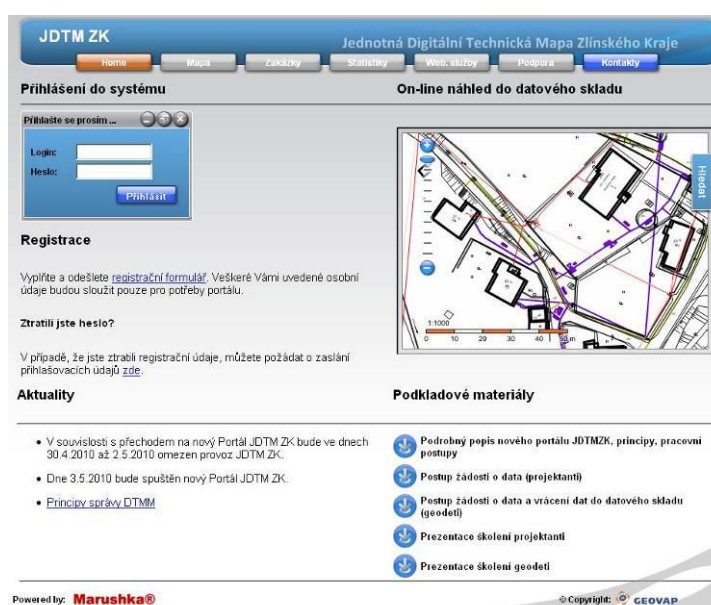 JDTM ZK
Jednotná Digitální Technická Mapa Zlínského Kraje
Home Mapa Zakázky Statistiky Web. služby Podpora Kontakty
Přihlášení do systému
Přihlašte se prosím ...
Login:
Heslo:
Přihlásit
Registrace
Vyplňte a odešlete registrační formulář. Veškeré Vámi uvedené osobní
údaje budou sloužit pouze pro potřeby portálu.
Ztratili jste heslo?
V případě, že jste ztratili registrační údaje, můžete požádat o zaslání
přihlašovacích údajů zde.
On-line náhled do datového skladu
Hledat
1:1000
0 10 20 30 40 50 m
Aktuality
• V souvislosti s přechodem na nový Portál JDTM ZK bude ve dnech
30.4.2010 až 2.5.2010 omezen provoz JDTM ZK.
• Dne 3.5.2010 bude spuštěn nový Portál JDTM ZK.
• Principy správy DTMM
Podkladové materiály
Podrobný popis nového portálu JDTMZK, principy, pracovní
postupy
Postup žádosti o data (projektanti)
Postup žádosti o data a vrácení dat do datového skladu
(geodeti)
Prezentace školení projektanti
Prezentace školení geodeti
Powered by: Marushka®
© Copyright: GEOVAP